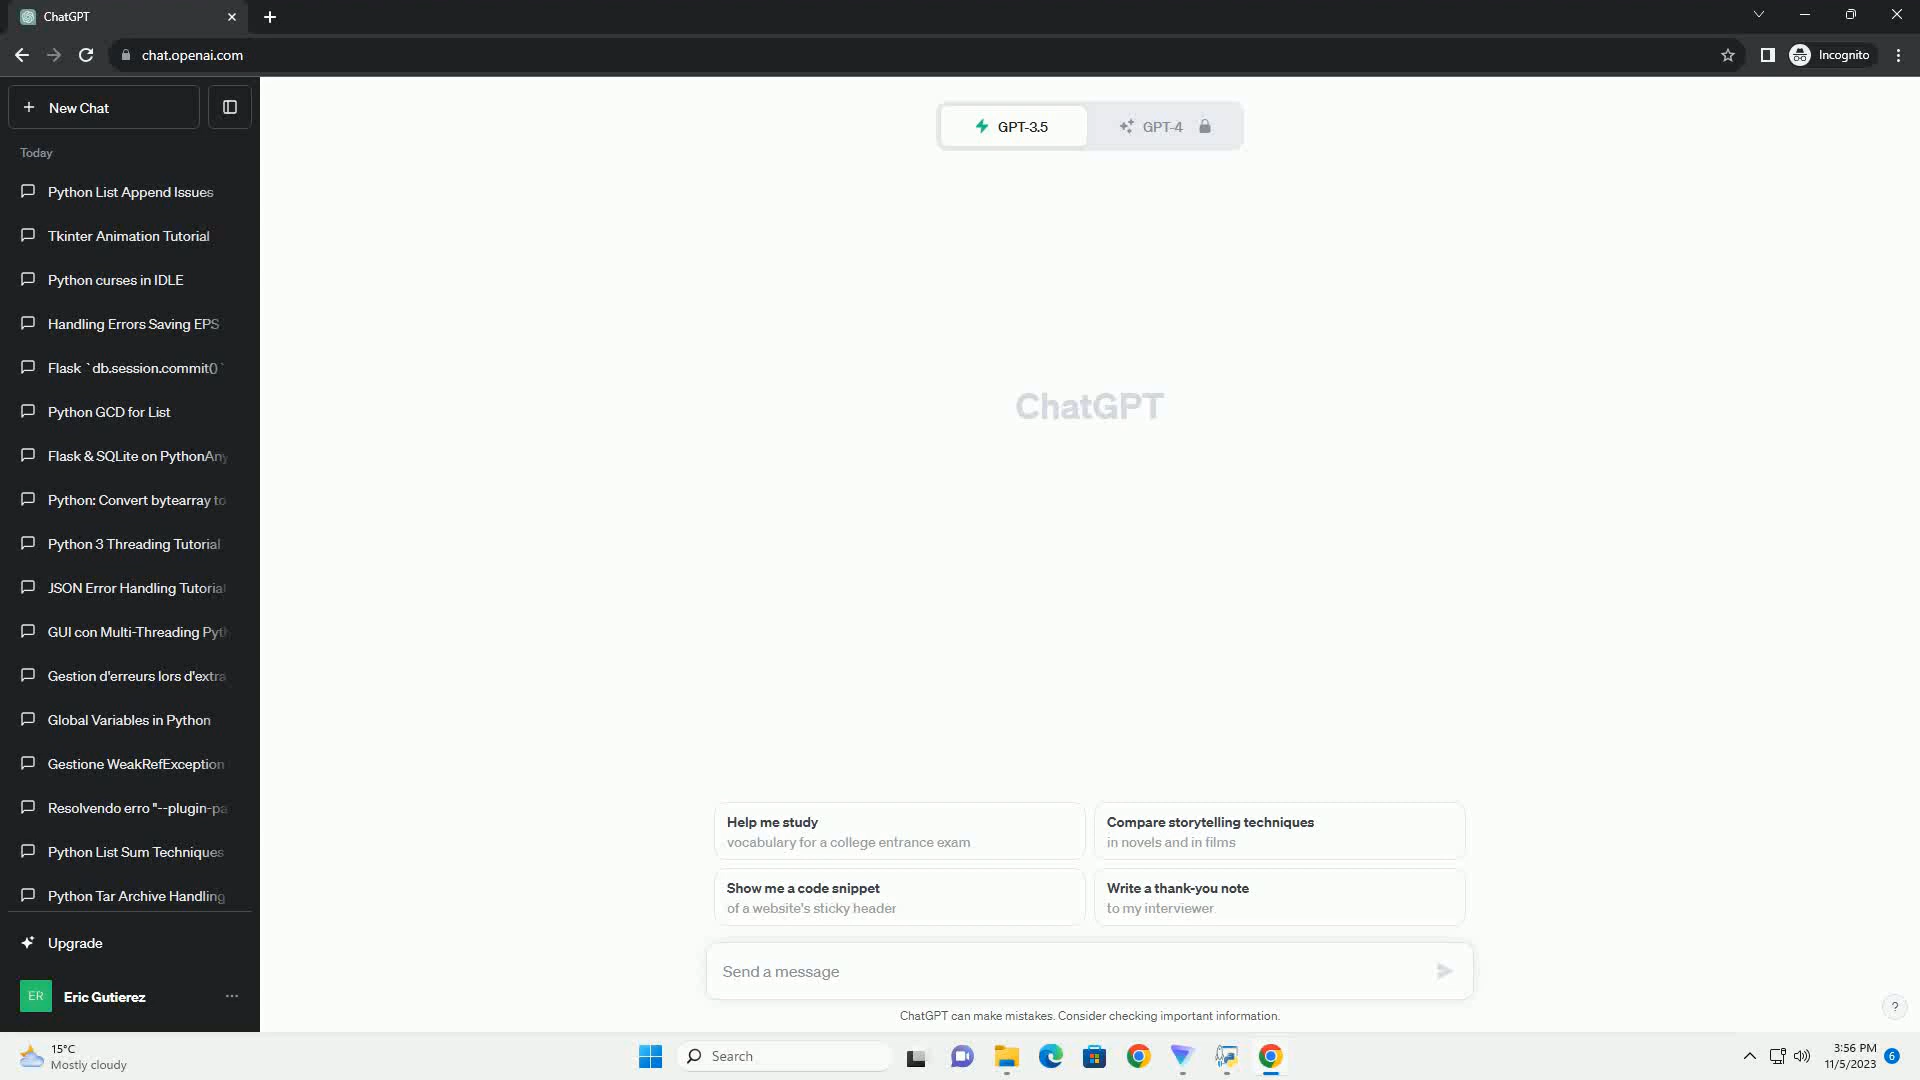 ChatGPT
chat.openai.com
Incognito
New Chat
Today
Python List Append Issues
Tkinter Animation Tutorial
Python curses in IDLE
Handling Errors Saving EPS
Flask `db.session.commit()`
Python GCD for List
Flask & SQLite on PythonAny
Python: Convert bytearray to
Python 3 Threading Tutorial
JSON Error Handling Tutorial
GUI con Multi-Threading Pyth
Gestion d'erreurs lors d'extra
Global Variables in Python
Gestione WeakRefException
Resolvendo erro "--plugin-pa
Python List Sum Techniques
Python Tar Archive Handling
Upgrade
ER
Eric Gutierez
GPT-3.5
GPT-4
ChatGPT
Help me study
vocabulary for a college entrance exam
Compare storytelling techniques
in novels and in films
Show me a code snippet
of a website's sticky header
Write a thank-you note
to my interviewer
Send a message
ChatGPT can make mistakes. Consider checking important information.
?
15°C
Mostly cloudy
Search
3:56 PM
11/5/2023
6